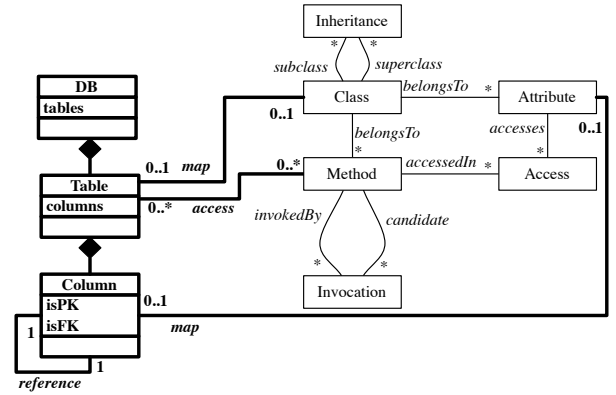 Inheritance
* *
subclass superclass
DB
tables
Class
belongsTo *
Attribute
0..1
belongsTo
accesses
0..1
*
*
0..1 map
0..*
Table
columns
Method
accessedIn *
Access
0..* access
invokedBy candidate
* *
Column
isPK
isFK
0..1
Invocation
map
1
1
reference